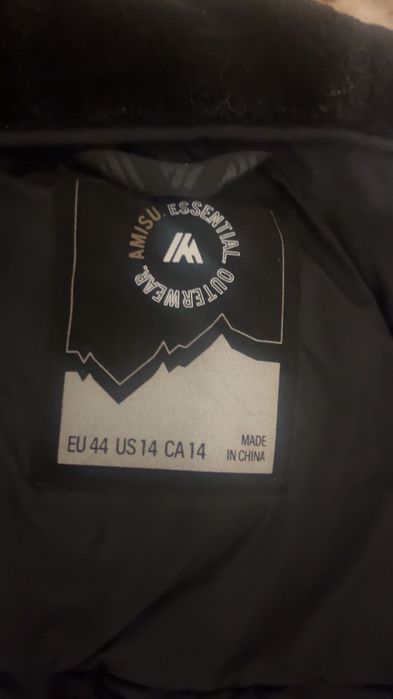 AMISU. ESSENTIAL. OUTERWEAR.
EU 44 US 14 CA 14
MADE
IN CHINA